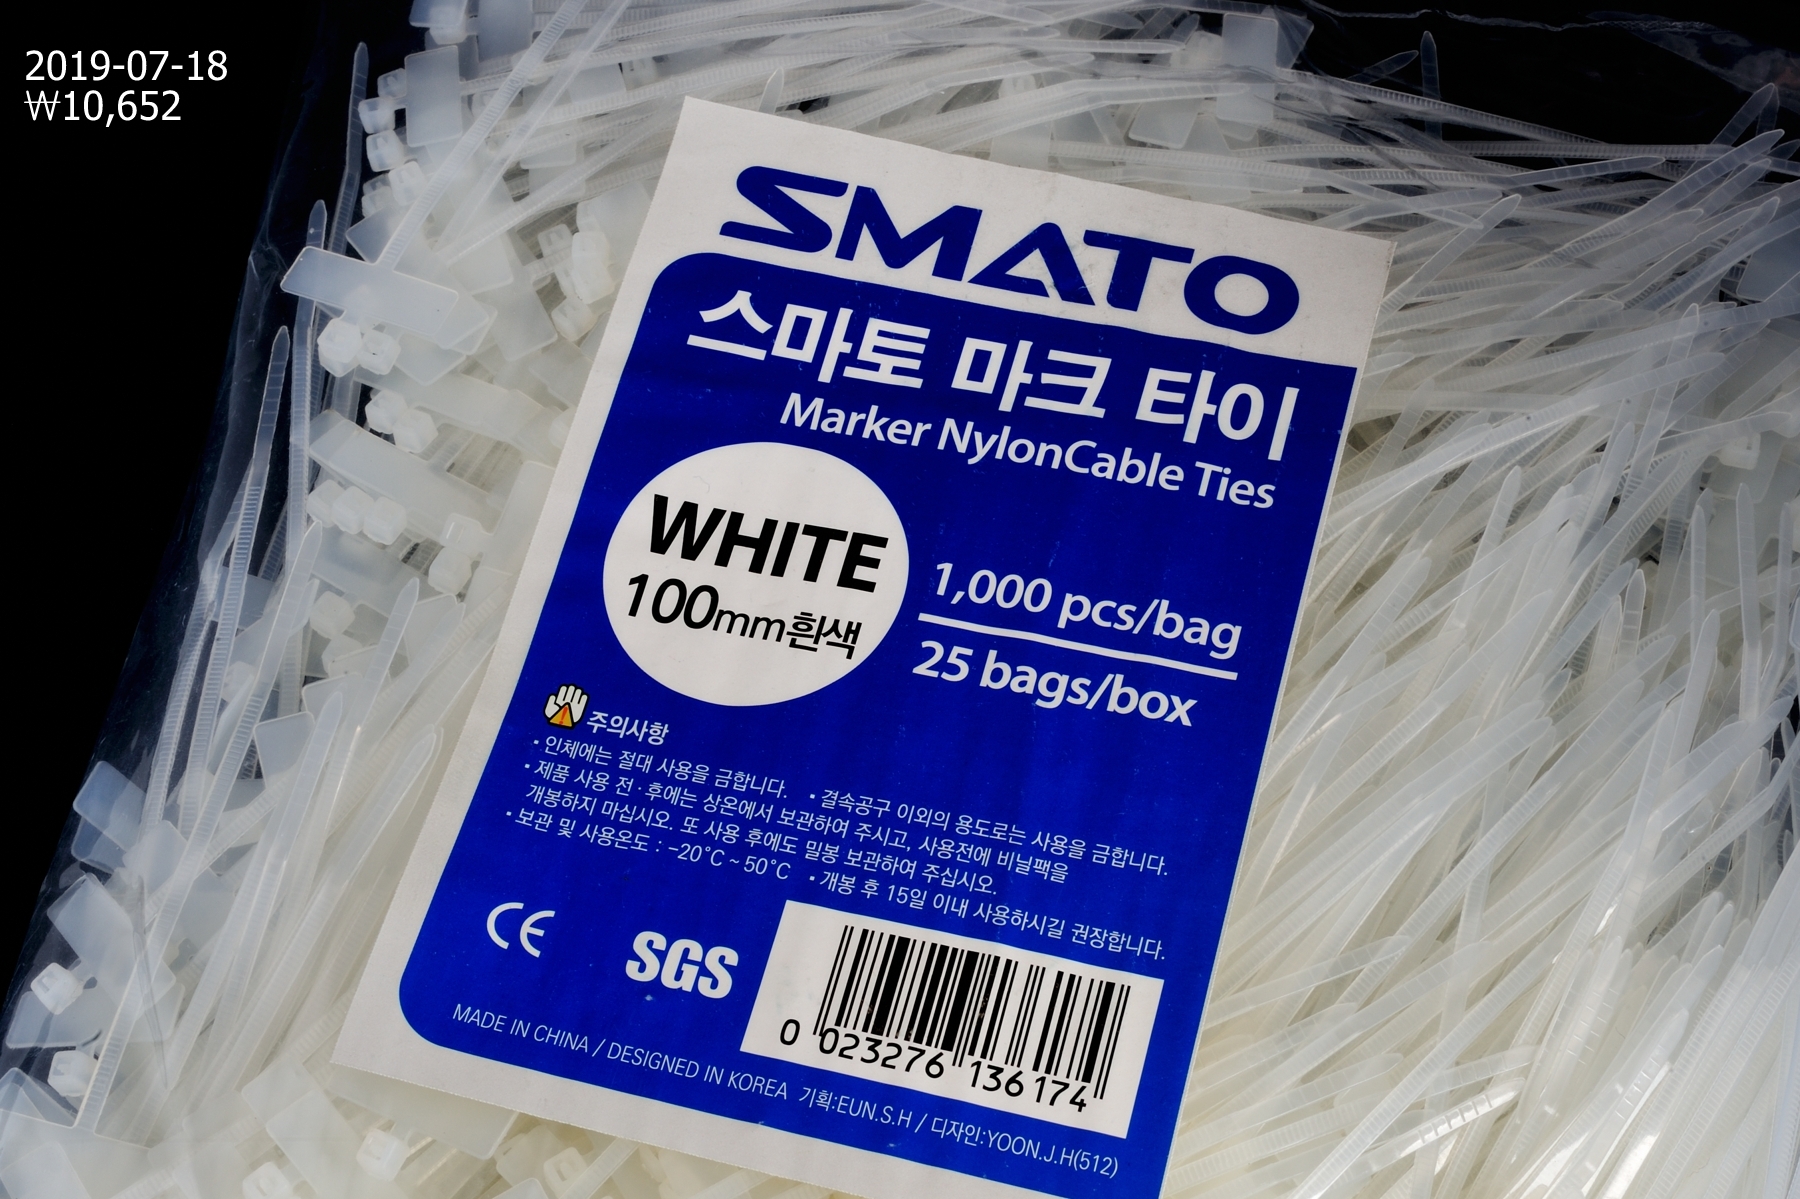 2019-07-18
₩10,652
SMATO
스마토 마크 타이
Marker NylonCable Ties
WHITE
100mm흰색
1,000 pcs/bag
25 bags/box
주의사항
· 인체에는 절대 사용을 금합니다. · 결속공구 이외의 용도로는 사용을 금합니다.
· 제품 사용 전·후에는 상온에서 보관하여 주시고, 사용전에 비닐팩을
개봉하지 마십시오. 또 사용 후에도 밀봉 보관하여 주십시오.
· 보관 및 사용온도 : -20°C ~ 50°C · 개봉 후 15일 이내 사용하시길 권장합니다.
CE
SGS
0 023276 136174
MADE IN CHINA / DESIGNED IN KOREA 기획:EUN.S.H / 디자인:YOON.J.H(512)